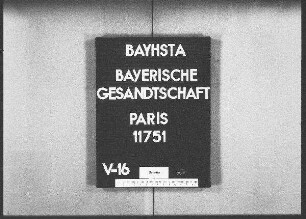 BAYHSTA
BAYERISCHE
GESANDTSCHAFT
PARIS
11751
V-16